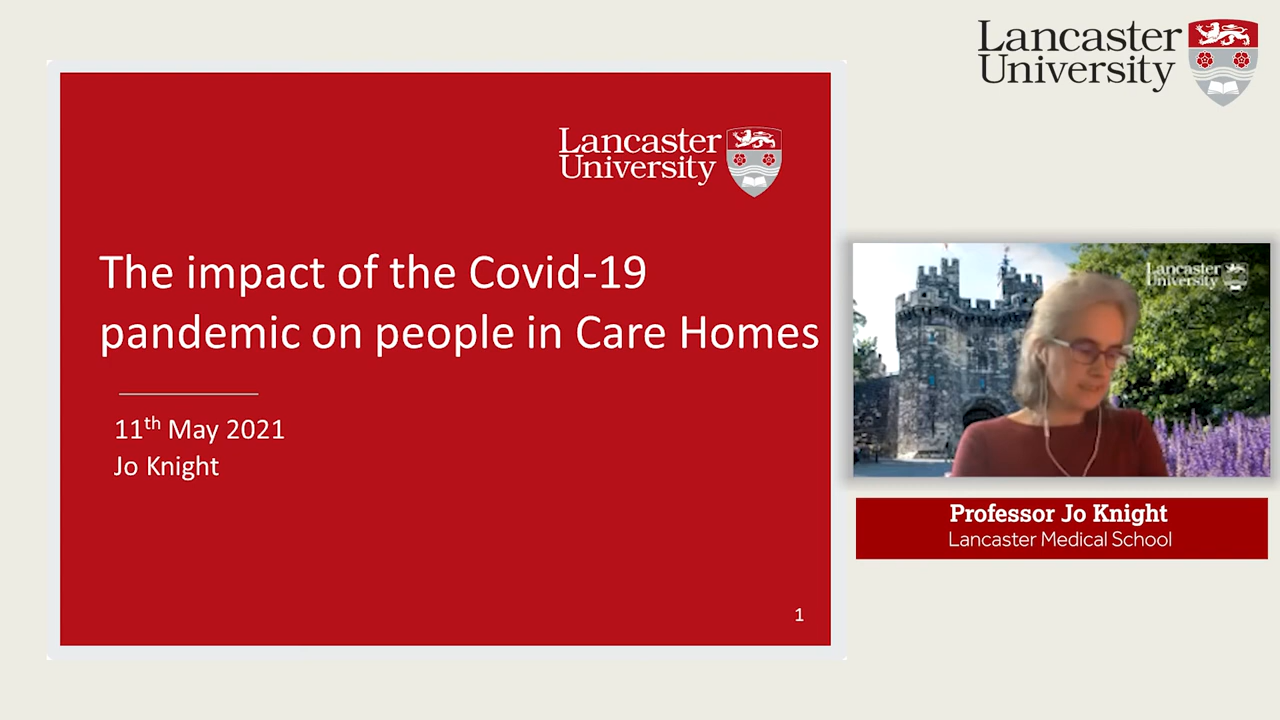 Lancaster
University
Lancaster
University
The impact of the Covid-19
pandemic on people in Care Homes
11th May 2021
Jo Knight
1
Lancaster
University
Professor Jo Knight
Lancaster Medical School